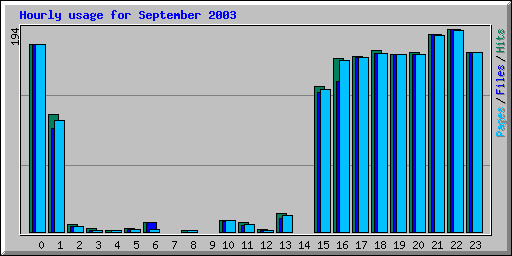 Hourly usage for September 2003
194
Pages / Files / Hits
0 1 2 3 4 5 6 7 8 9 10 11 12 13 14 15 16 17 18 19 20 21 22 23